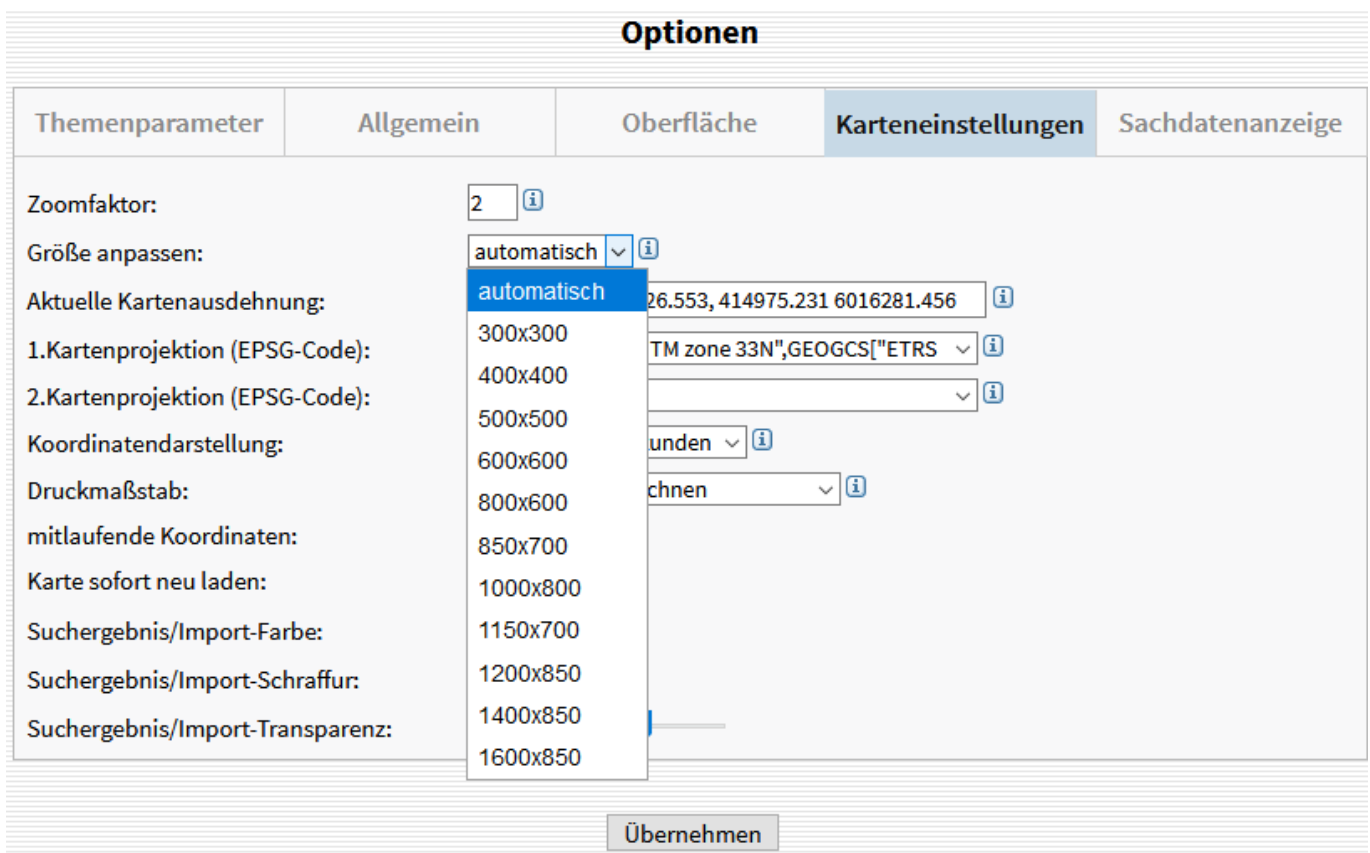 Optionen
Themenparameter Allgemein Oberfläche Karteneinstellungen Sachdatenanzeige
Zoomfaktor: 2
Größe anpassen: automatisch
automatisch
Aktuelle Kartenausdehnung: 26.553, 414975.231 6016281.456
300x300
1.Kartenprojektion (EPSG-Code): TM zone 33N",GEOGCS["ETRS
400x400
2.Kartenprojektion (EPSG-Code):
500x500
Koordinatendarstellung: unden
600x600
Druckmaßstab: chnen
800x600
mitlaufende Koordinaten:
850x700
Karte sofort neu laden:
1000x800
Suchergebnis/Import-Farbe:
1150x700
Suchergebnis/Import-Schraffur:
1200x850
Suchergebnis/Import-Transparenz:
1400x850
1600x850
Übernehmen